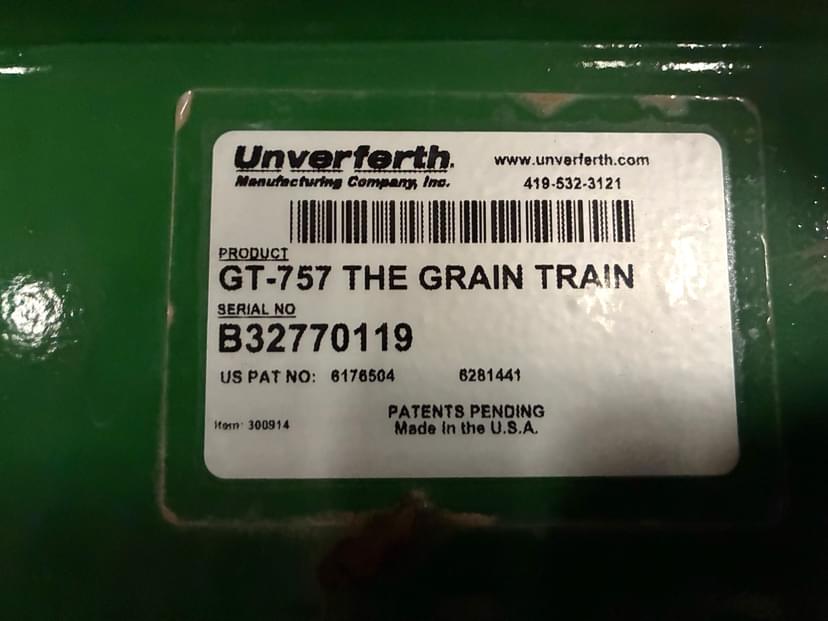 Unverferth.
Manufacturing Company, Inc.
www.unverferth.com
419-532-3121
PRODUCT
GT-757 THE GRAIN TRAIN
SERIAL NO
B32770119
US PAT NO: 6176504 6281441
PATENTS PENDING
Made in the U.S.A.
Item: 300914